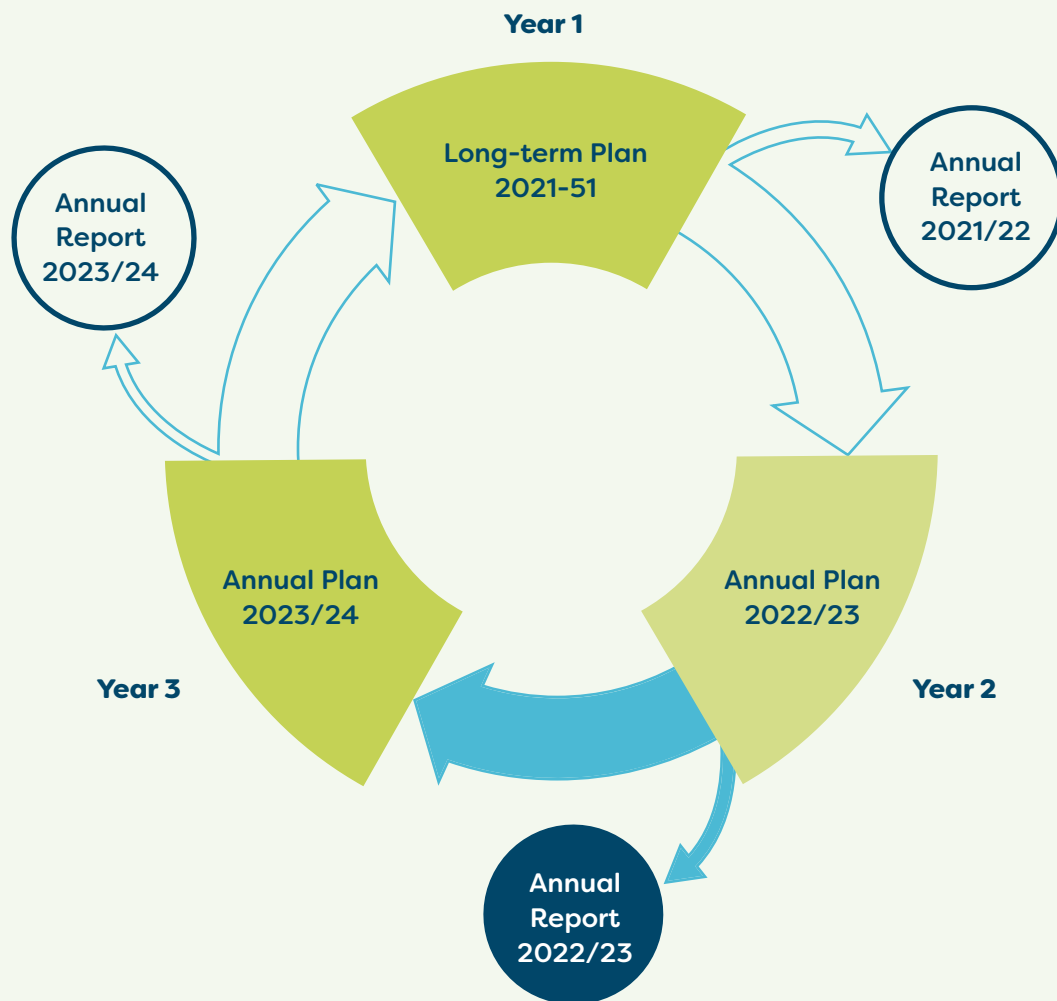 Year 1
Long-term Plan
2021-51
Annual
Report
2021/22
Annual
Report
2023/24
Annual Plan
2023/24
Annual Plan
2022/23
Year 3
Year 2
Annual
Report
2022/23